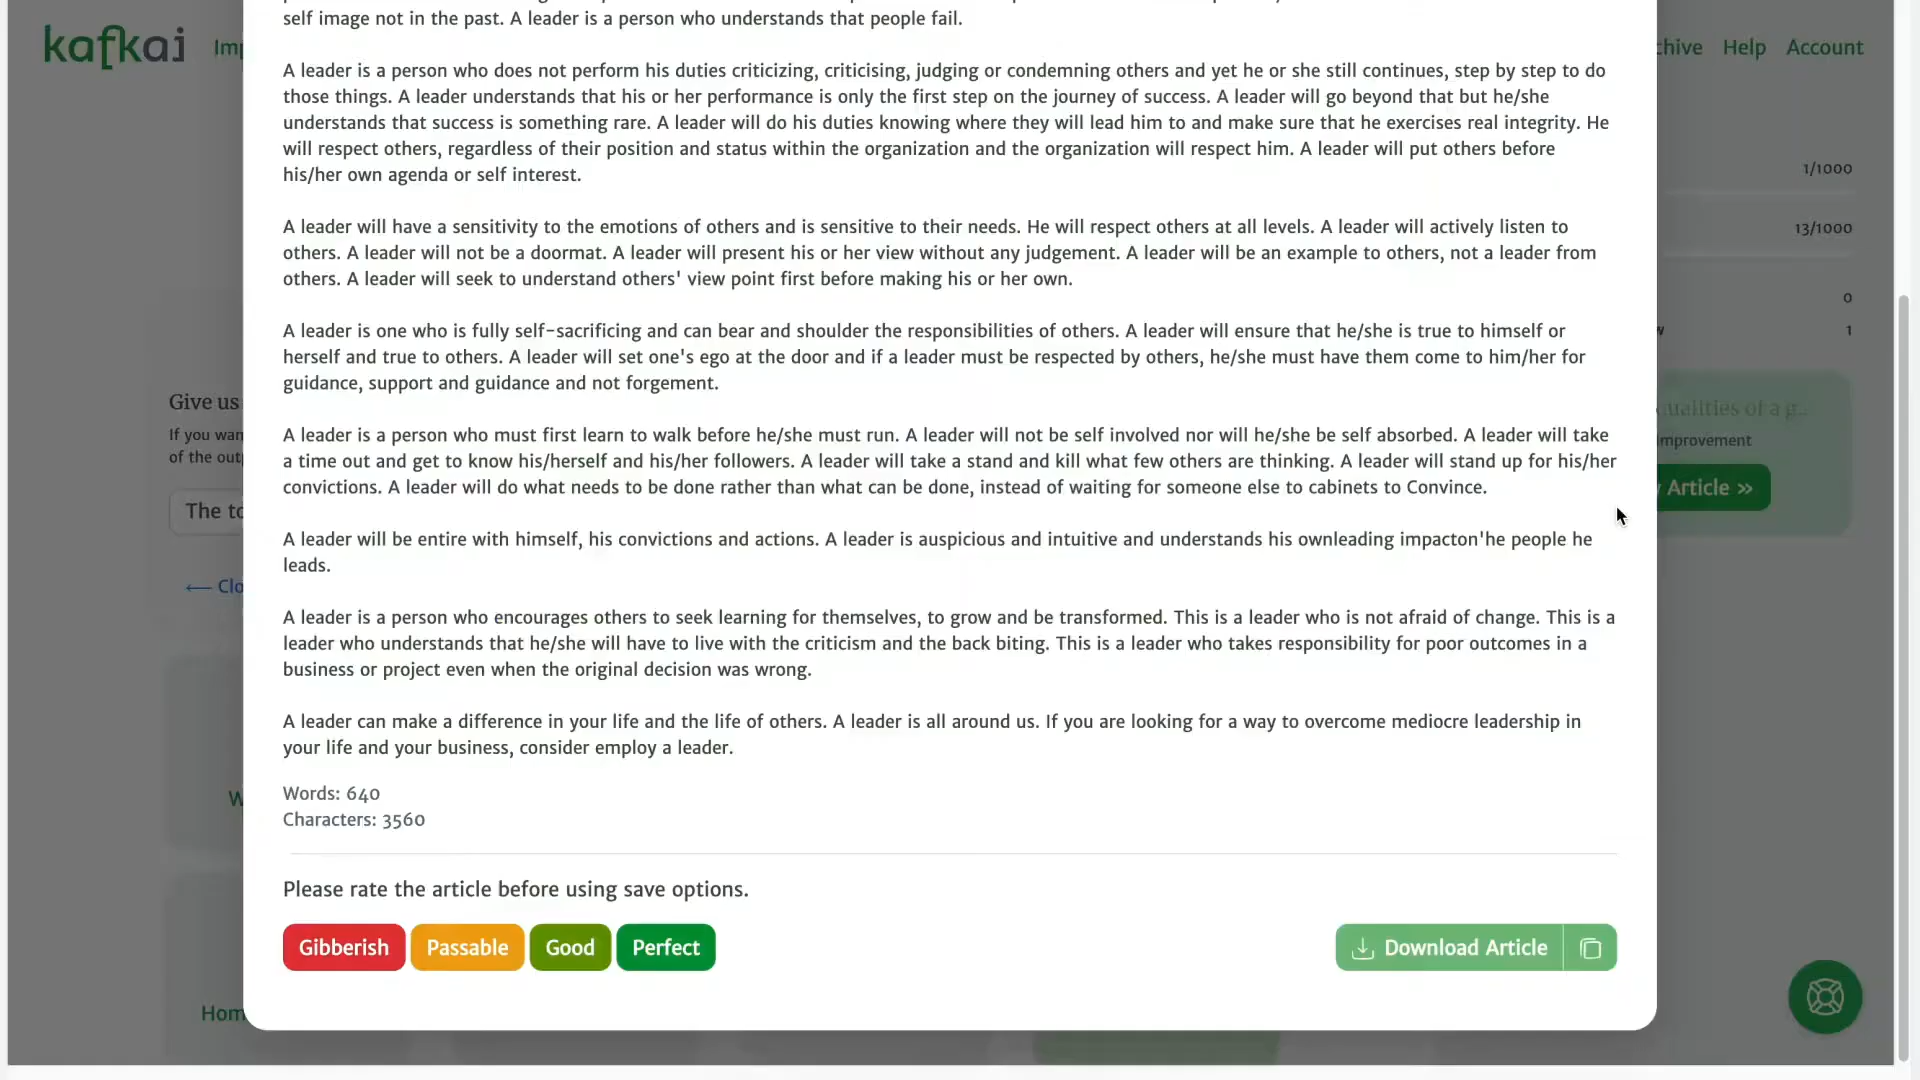 self image not in the past. A leader is a person who understands that people fail.
kafkai
Help
Account
A leader is a person who does not perform his duties criticizing, criticising, judging or condemning others and yet he or she still continues, step by step to do
those things. A leader understands that his or her performance is only the first step on the journey of success. A leader will go beyond that but he/she
understands that success is something rare. A leader will do his duties knowing where they will lead him to and make sure that he exercises real integrity. He
will respect others, regardless of their position and status within the organization and the organization will respect him. A leader will put others before
his/her own agenda or self interest.
1/1000
A leader will have a sensitivity to the emotions of others and is sensitive to their needs. He will respect others at all levels. A leader will actively listen to
others. A leader will not be a doormat. A leader will present his or her view without any judgement. A leader will be an example to others, not a leader from
others. A leader will seek to understand others' view point first before making his or her own.
13/1000
0
1
A leader is one who is fully self-sacrificing and can bear and shoulder the responsibilities of others. A leader will ensure that he/she is true to himself or
herself and true to others. A leader will set one's ego at the door and if a leader must be respected by others, he/she must have them come to him/her for
guidance, support and guidance and not forgement.
Give us
If you wan
of the out
The to
← Clo
ualities of a g...
mprovement
Article »
A leader is a person who must first learn to walk before he/she must run. A leader will not be self involved nor will he/she be self absorbed. A leader will take
a time out and get to know his/herself and his/her followers. A leader will take a stand and kill what few others are thinking. A leader will stand up for his/her
convictions. A leader will do what needs to be done rather than what can be done, instead of waiting for someone else to cabinets to Convince.
A leader will be entire with himself, his convictions and actions. A leader is auspicious and intuitive and understands his ownleading impacton'he people he
leads.
A leader is a person who encourages others to seek learning for themselves, to grow and be transformed. This is a leader who is not afraid of change. This is a
leader who understands that he/she will have to live with the criticism and the back biting. This is a leader who takes responsibility for poor outcomes in a
business or project even when the original decision was wrong.
A leader can make a difference in your life and the life of others. A leader is all around us. If you are looking for a way to overcome mediocre leadership in
your life and your business, consider employ a leader.
Words: 640
Characters: 3560
Please rate the article before using save options.
Gibberish
Passable
Good
Perfect
Download Article
Hom